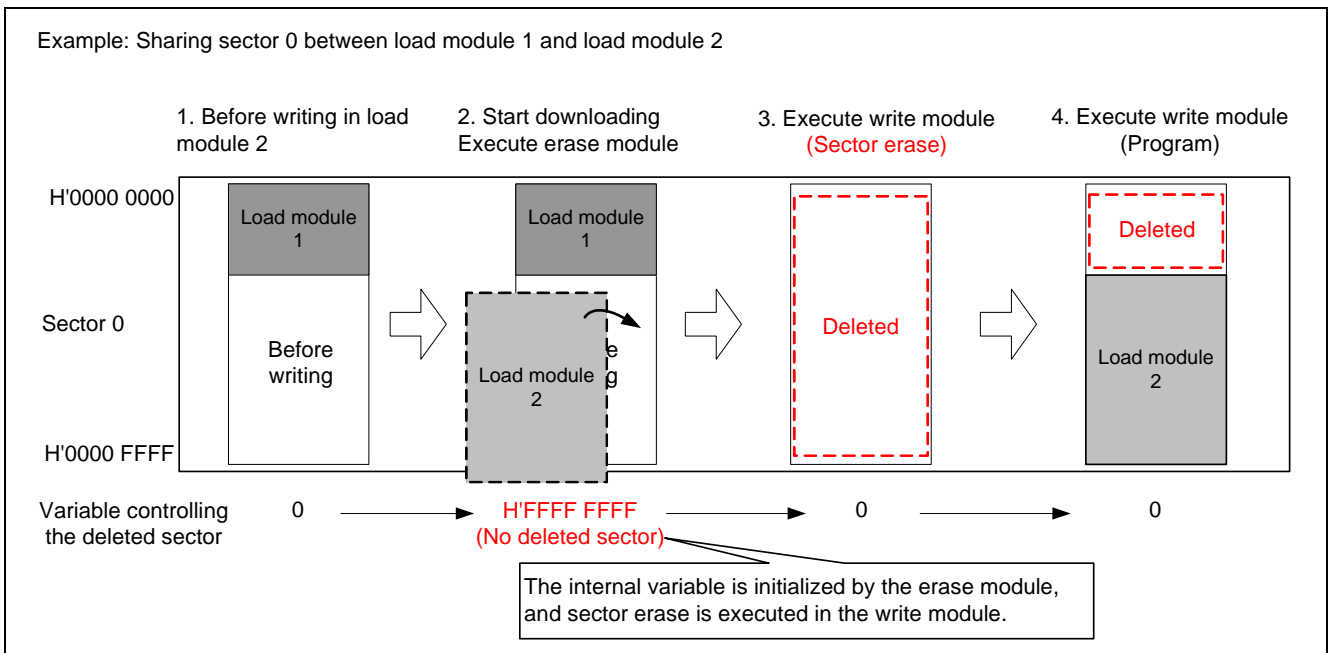 Example: Sharing sector 0 between load module 1 and load module 2
1. Before writing in load
module 2
2. Start downloading
Execute erase module
3. Execute write module
(Sector erase)
4. Execute write module
(Program)
H'0000 0000
Load module
1
Load module
1
Deleted
Sector 0
Before
writing
e
g
Load module
2
Deleted
Load module
2
H'0000 FFFF
Variable controlling
the deleted sector
0
H'FFFF FFFF
(No deleted sector)
0
0
The internal variable is initialized by the erase module,
and sector erase is executed in the write module.